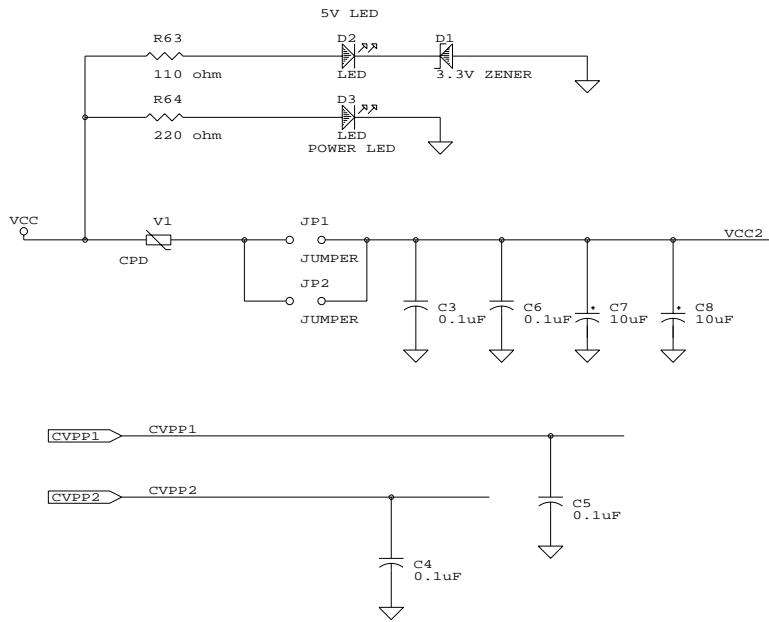 5V LED
R63
D2
D1
110 ohm
LED
3.3V ZENER
R64
D3
220 ohm
LED
POWER LED
VCC
V1
JP1
VCC2
CPD
JUMPER
JP2
JUMPER
C3
0.1uF
C6
0.1uF
C7
10uF
C8
10uF
CVPP1
CVPP1
CVPP2
CVPP2
C5
0.1uF
C4
0.1uF